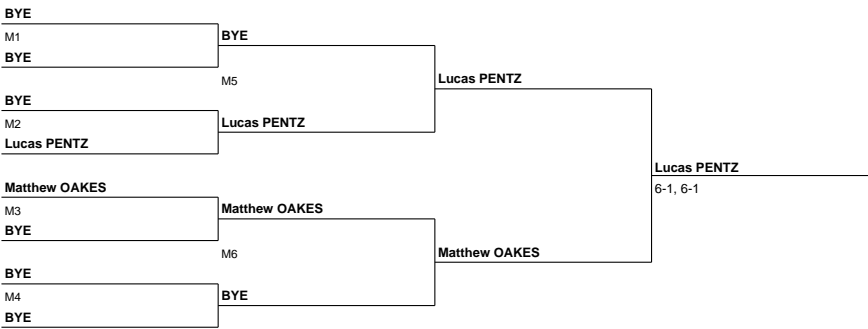 BYE
M1
BYE
BYE
M5
BYE
M2
Lucas PENTZ
Lucas PENTZ
Lucas PENTZ
Matthew OAKES
M3
BYE
Matthew OAKES
M6
BYE
M4
BYE
BYE
Matthew OAKES
Lucas PENTZ
6-1, 6-1